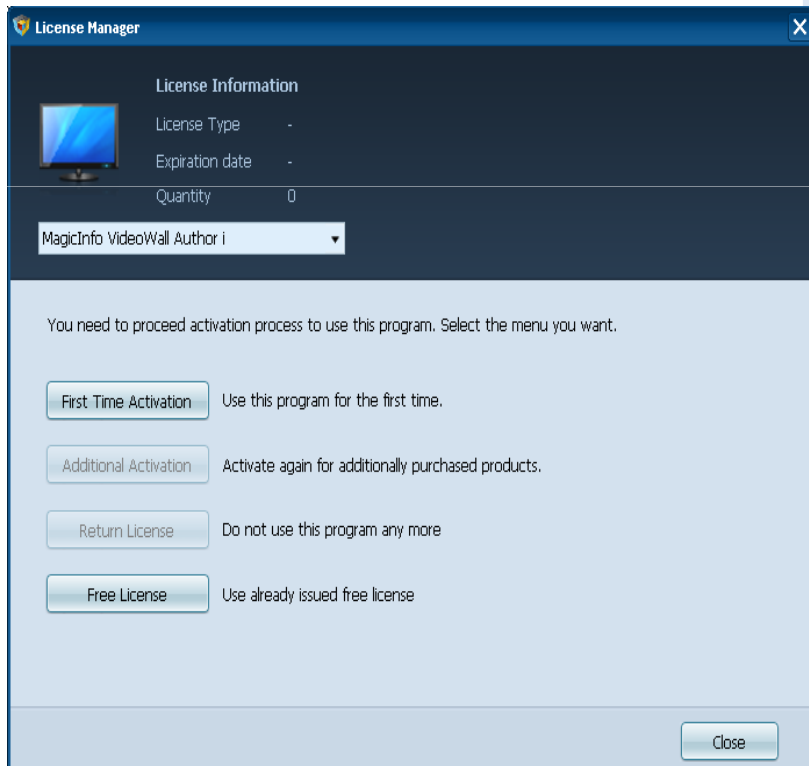 License Manager
License Information
License Type -
Expiration date -
Quantity 0
MagicInfo VideoWall Author i
You need to proceed activation process to use this program. Select the menu you want.
First Time Activation Use this program for the first time.
Additional Activation Activate again for additionally purchased products.
Return License Do not use this program any more
Free License Use already issued free license
Close